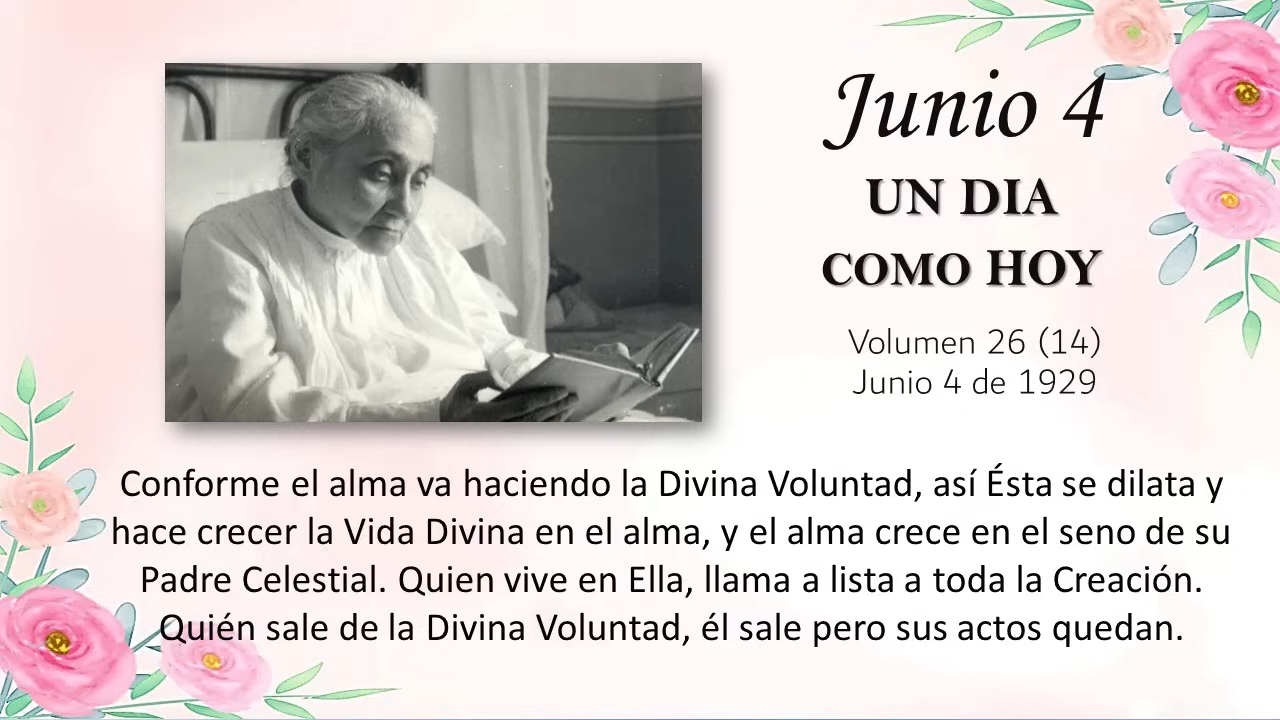 Junio 4
UN DIA
COMO HOY
Volumen 26 (14)
Junio 4 de 1929
Conforme el alma va haciendo la Divina Voluntad, así Ésta se dilata y
hace crecer la Vida Divina en el alma, y el alma crece en el seno de su
Padre Celestial. Quien vive en Ella, llama a lista a toda la Creación.
Quién sale de la Divina Voluntad, él sale pero sus actos quedan.